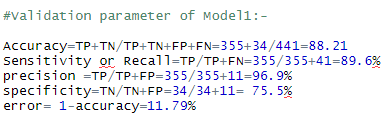 #Validation parameter of Model1:-
Accuracy=TP+TN/TP+TN+FP+FN=355+34/441=88.21
Sensitivity or Recall=TP/TP+FN=355/355+41=89.6%
precision =TP/TP+FP=355/355+11=96.9%
specificity=TN/TN+FP=34/34+11= 75.5%
error= 1-accuracy=11.79%